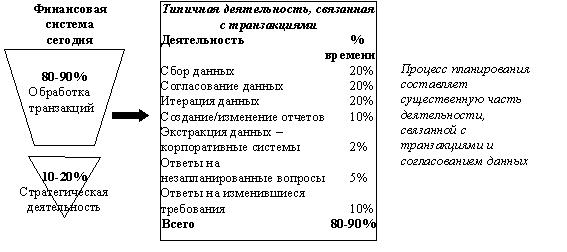 Финансовая
система
сегодня
80-90%
Обработка
транзакций
10-20%
Стратегическая
деятельность
Типичная деятельность, связанная
с транзакциями
Деятельность %
времени
Сбор данных 20%
Согласование данных 20%
Итерация данных 20%
Создание/изменение отчетов 10%
Экстракция данных –
корпоративные системы 2%
Ответы на
незапланированные вопросы 5%
Ответы на изменившиеся
требования 10%
Всего 80-90%
Процесс планирования
составляет
существенную часть
деятельности,
связанной с
транзакциями и
согласованием данных